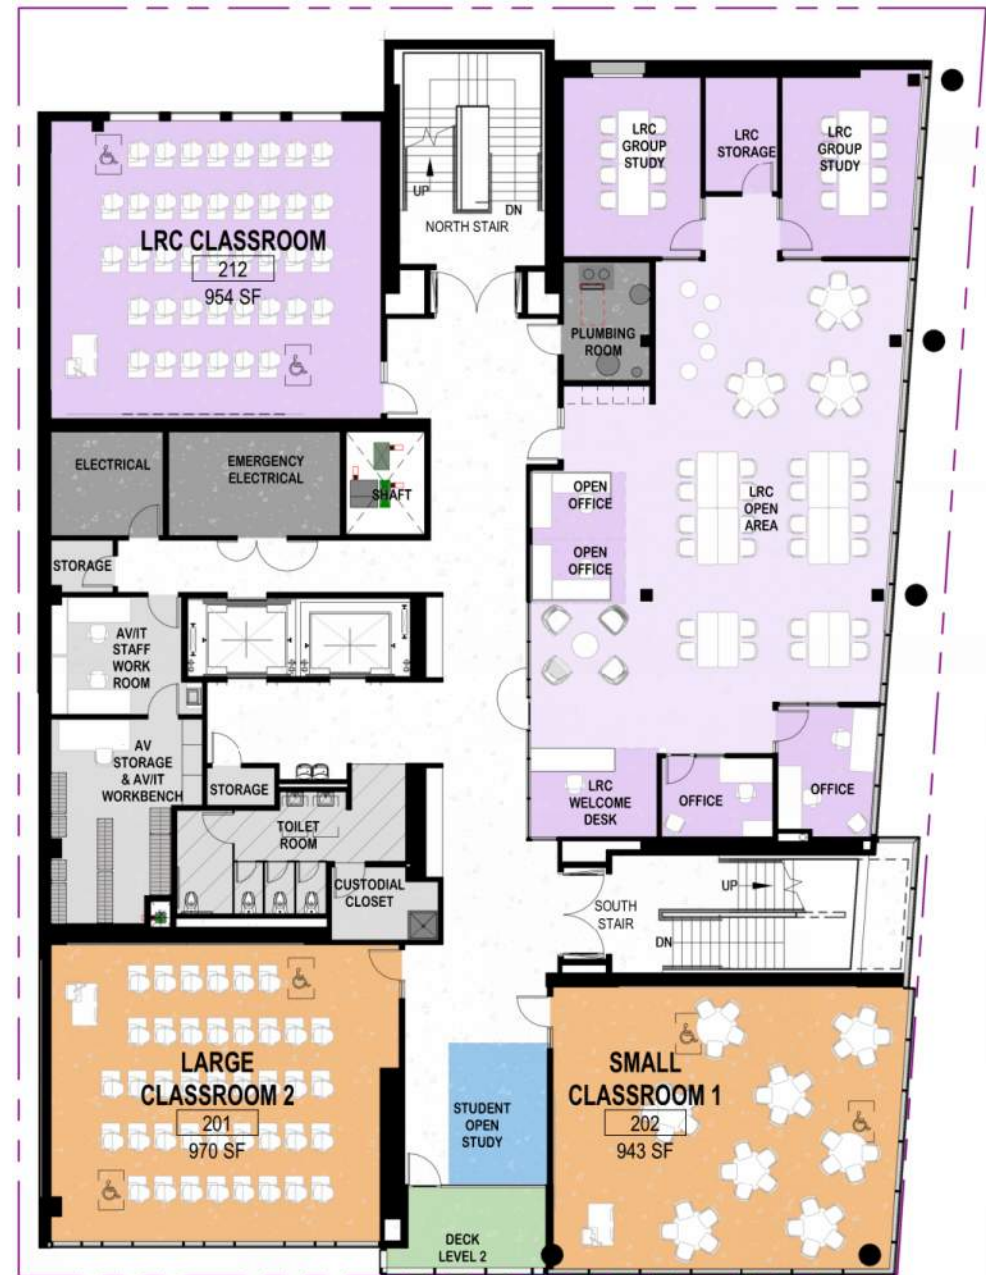 LRC
GROUP
STUDY
LRC
STORAGE
LRC
GROUP
STUDY
UP
DN
NORTH STAIR
LRC CLASSROOM
212
954 SF
PLUMBING
ROOM
ELECTRICAL
EMERGENCY
ELECTRICAL
SHAFT
OPEN
OFFICE
LRC
OPEN
AREA
OPEN
OFFICE
STORAGE
AV/IT
STAFF
WORK
ROOM
AV
STORAGE
& AV/IT
WORKBENCH
STORAGE
LRC
WELCOME
DESK
OFFICE
OFFICE
TOILET
ROOM
CUSTODIAL
CLOSET
UP
SOUTH
STAIR
DN
LARGE
CLASSROOM 2
201
970 SF
SMALL
CLASSROOM 1
202
943 SF
STUDENT
OPEN
STUDY
DECK
LEVEL 2